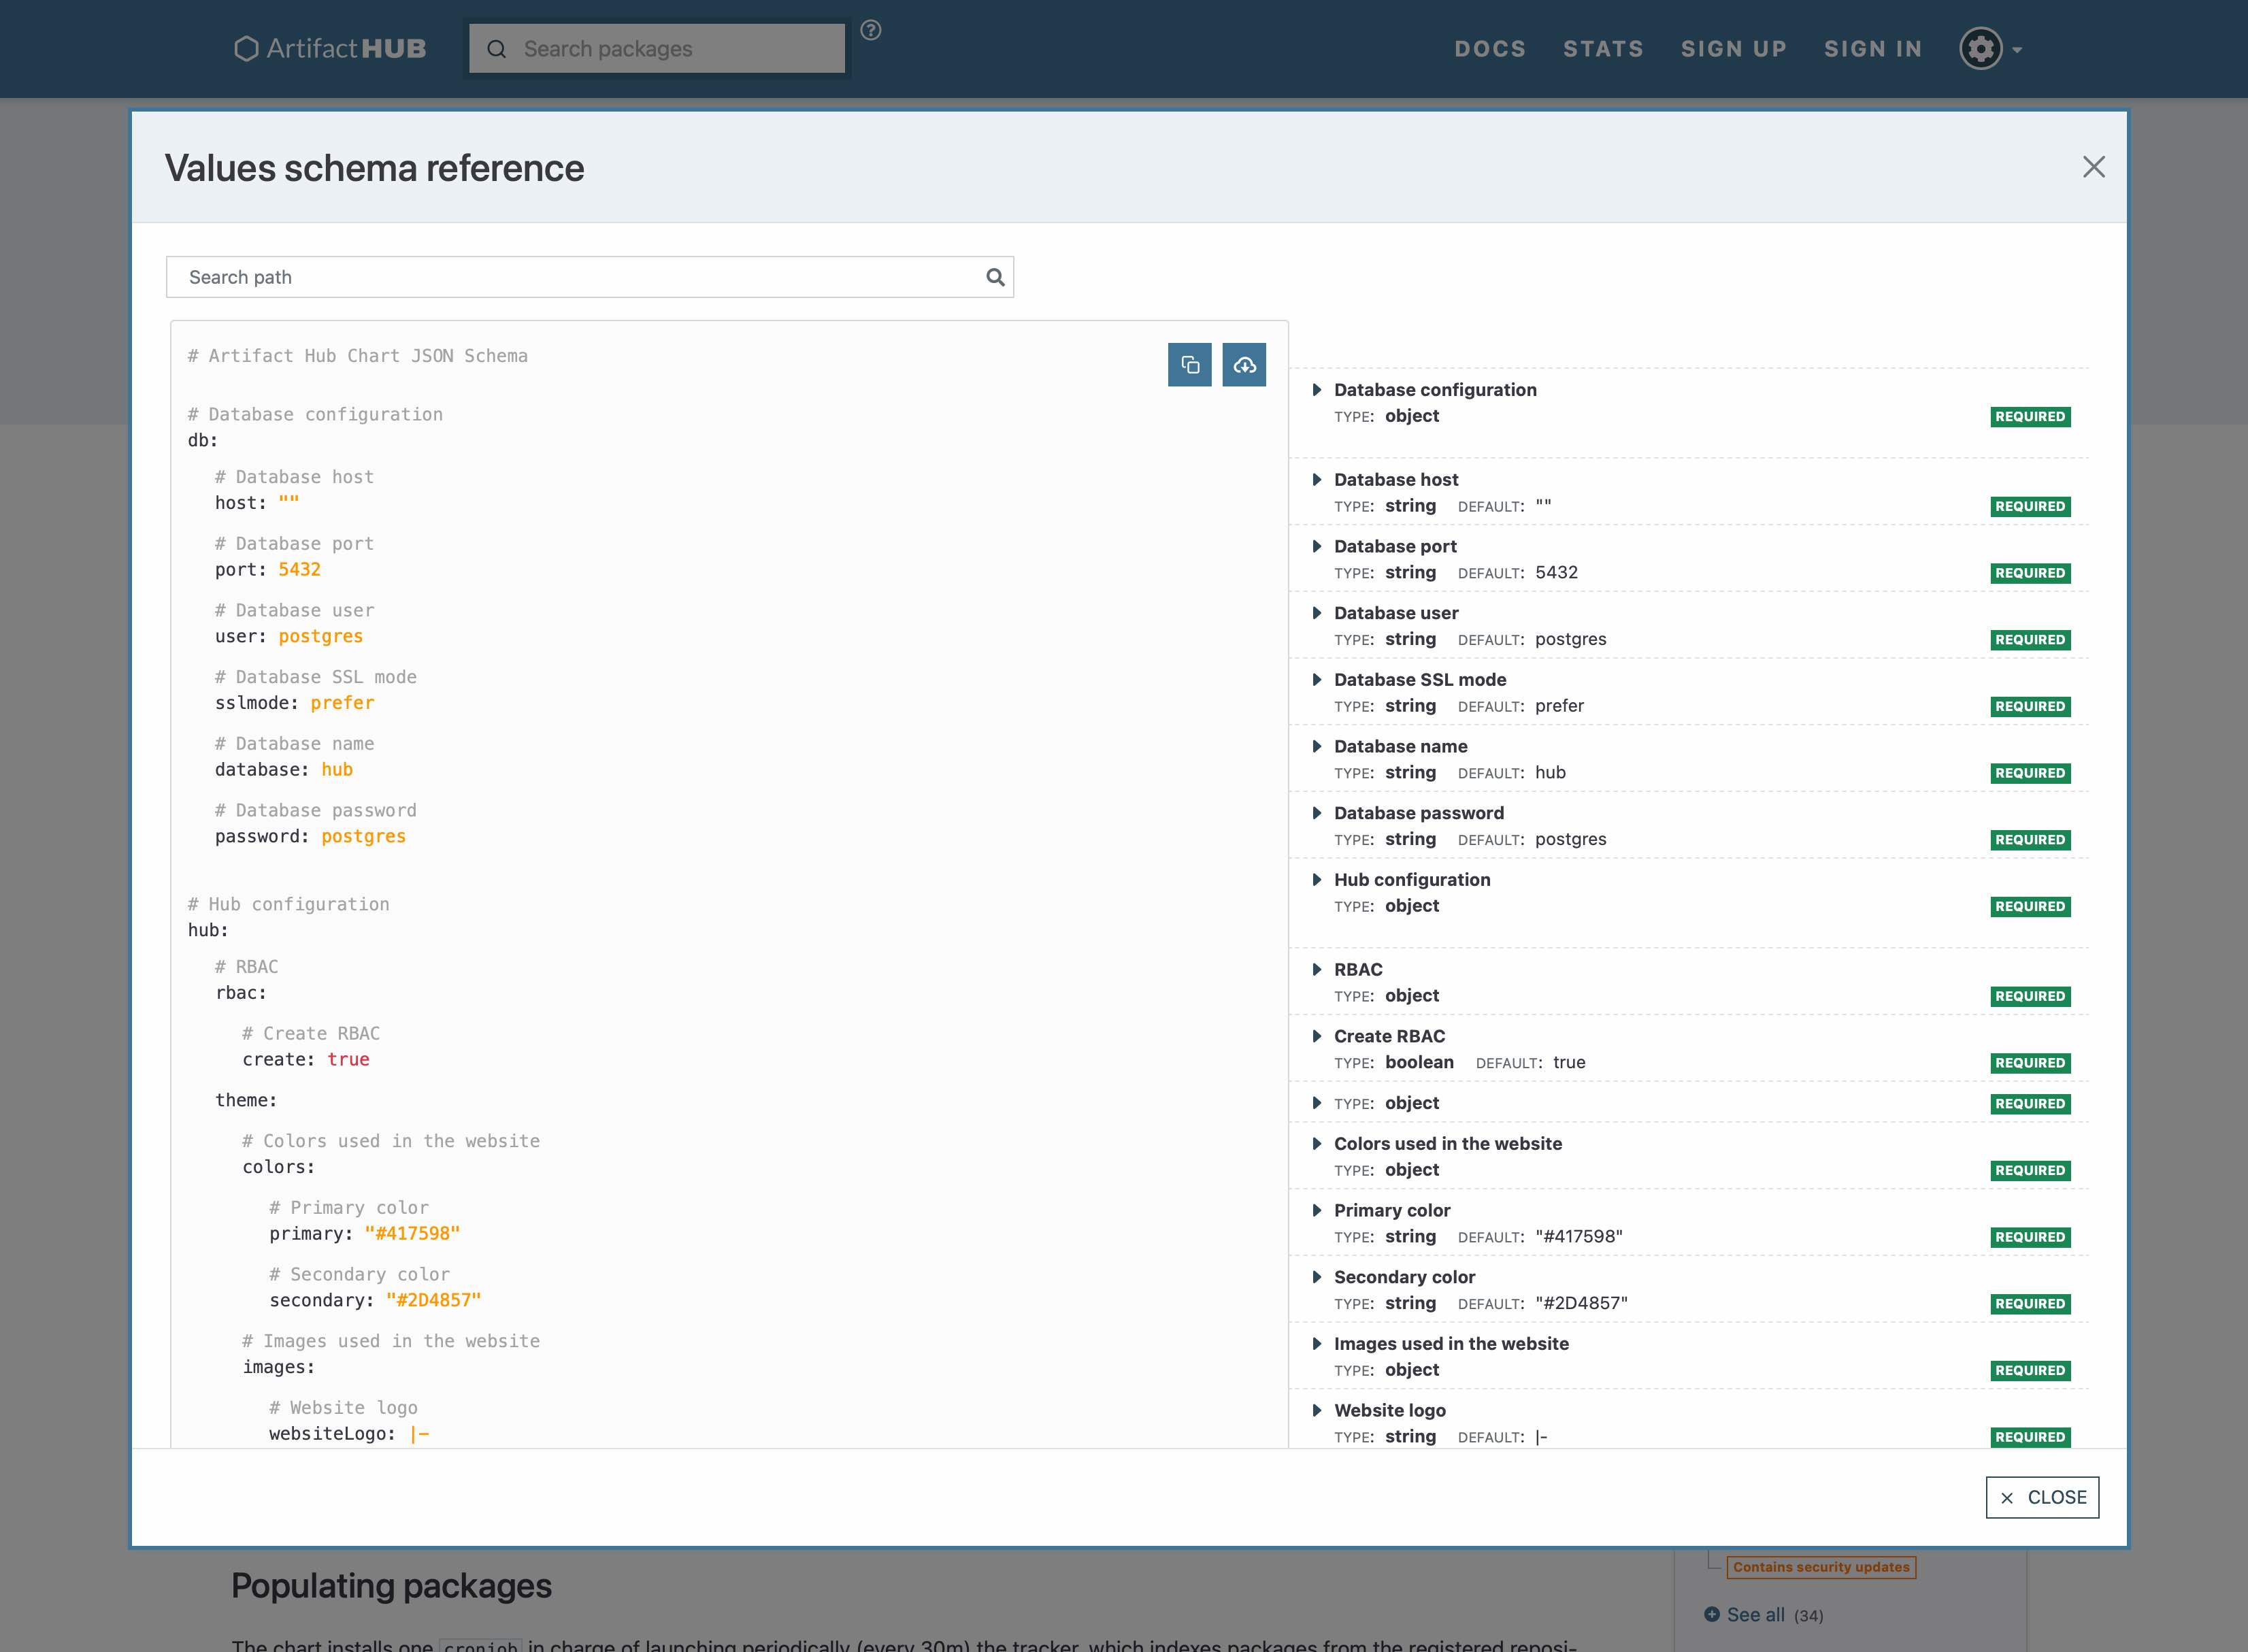 ArtifactHUB
Search packages
?
DOCS STATS SIGN UP SIGN IN
Values schema reference
Search path
# Artifact Hub Chart JSON Schema
# Database configuration
db:
# Database host
host: ""
# Database port
port: 5432
# Database user
user: postgres
# Database SSL mode
sslmode: prefer
# Database name
database: hub
# Database password
password: postgres
# Hub configuration
hub:
# RBAC
rbac:
# Create RBAC
create: true
theme:
# Colors used in the website
colors:
# Primary color
primary: "#417598"
# Secondary color
secondary: "#2D4857"
# Images used in the website
images:
# Website logo
websiteLogo: |-
Database configuration
TYPE: object REQUIRED
Database host
TYPE: string DEFAULT: "" REQUIRED
Database port
TYPE: string DEFAULT: 5432 REQUIRED
Database user
TYPE: string DEFAULT: postgres REQUIRED
Database SSL mode
TYPE: string DEFAULT: prefer REQUIRED
Database name
TYPE: string DEFAULT: hub REQUIRED
Database password
TYPE: string DEFAULT: postgres REQUIRED
Hub configuration
TYPE: object REQUIRED
RBAC
TYPE: object REQUIRED
Create RBAC
TYPE: boolean DEFAULT: true REQUIRED
TYPE: object REQUIRED
Colors used in the website
TYPE: object REQUIRED
Primary color
TYPE: string DEFAULT: "#417598" REQUIRED
Secondary color
TYPE: string DEFAULT: "#2D4857" REQUIRED
Images used in the website
TYPE: object REQUIRED
Website logo
TYPE: string DEFAULT: |- REQUIRED
CLOSE
Populating packages
Contains security updates
See all (34)
The chart installs one cronjob in charge of launching periodically (every 30m) the tracker, which indexes packages from the registered reposi-